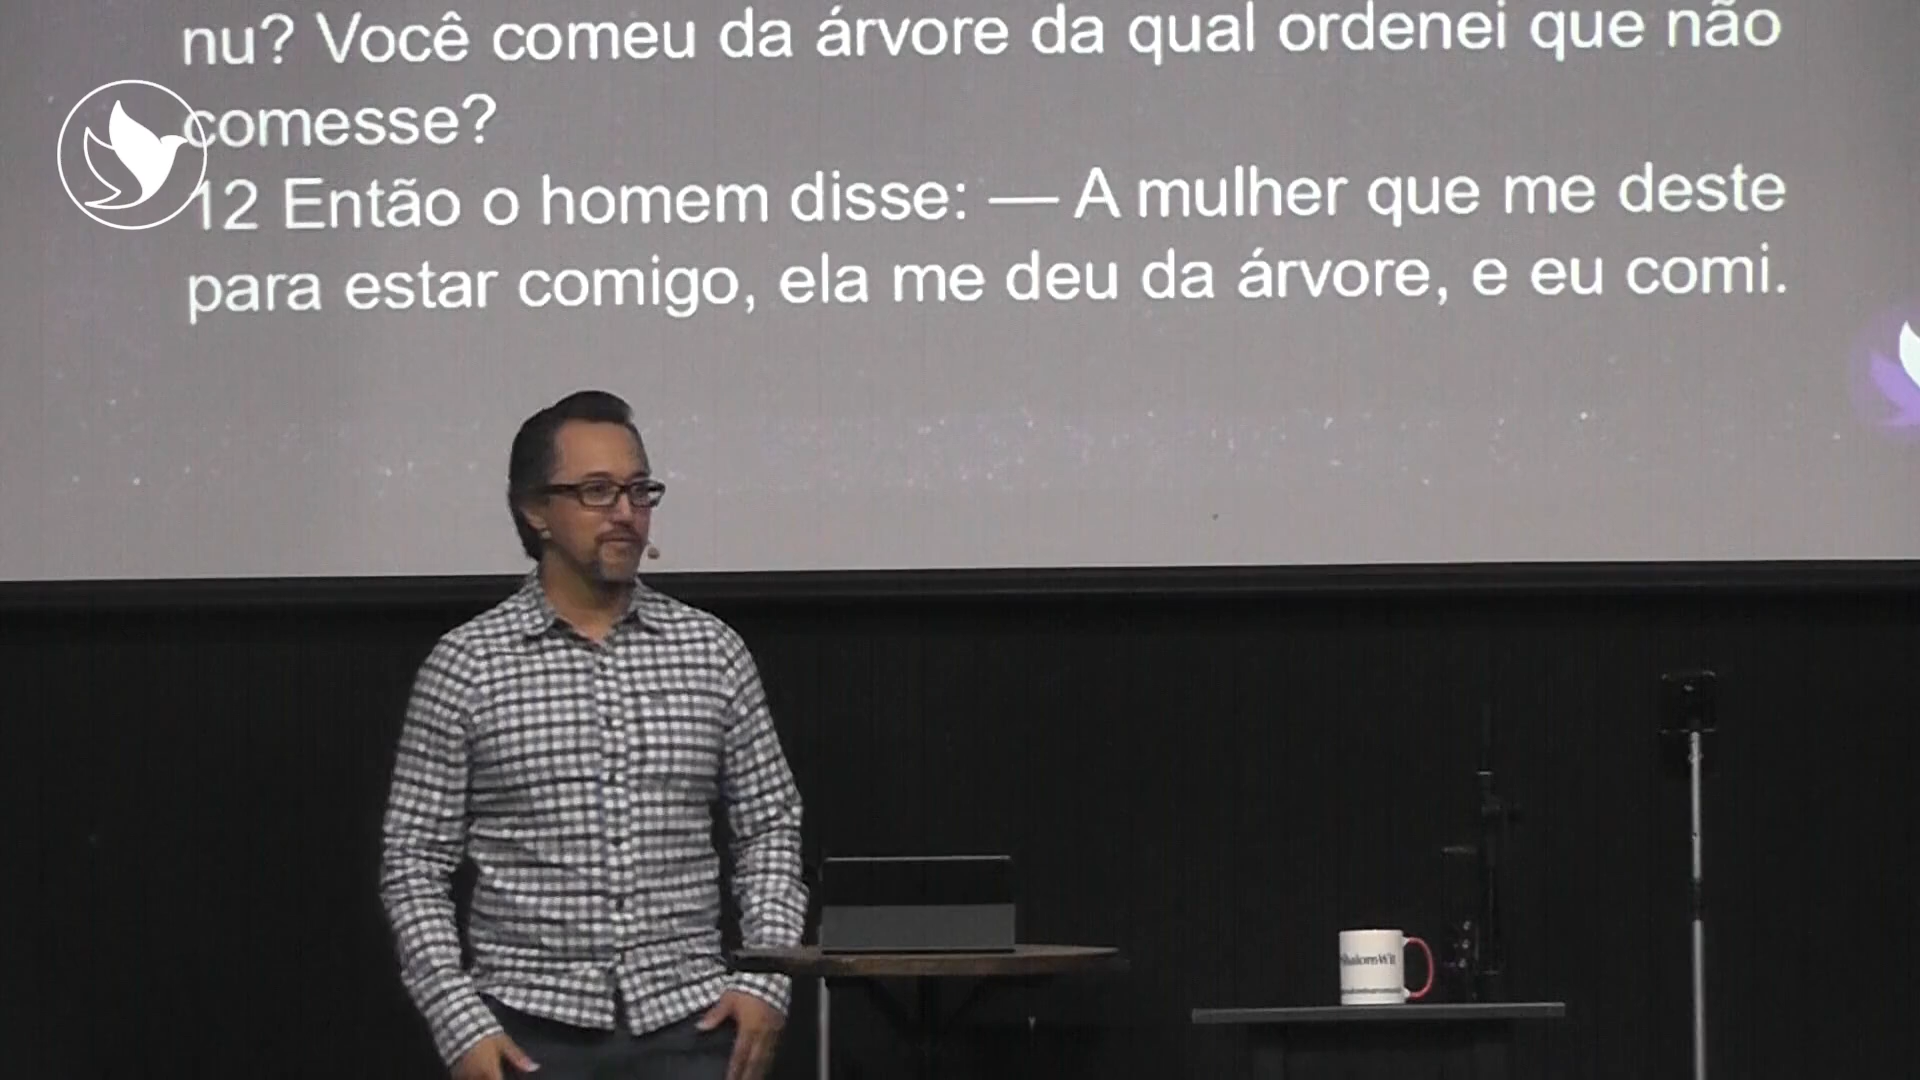 nu? Você comeu da árvore da qual ordenei que não
comesse?
12 Então o homem disse: — A mulher que me deste
para estar comigo, ela me deu da árvore, e eu comi.